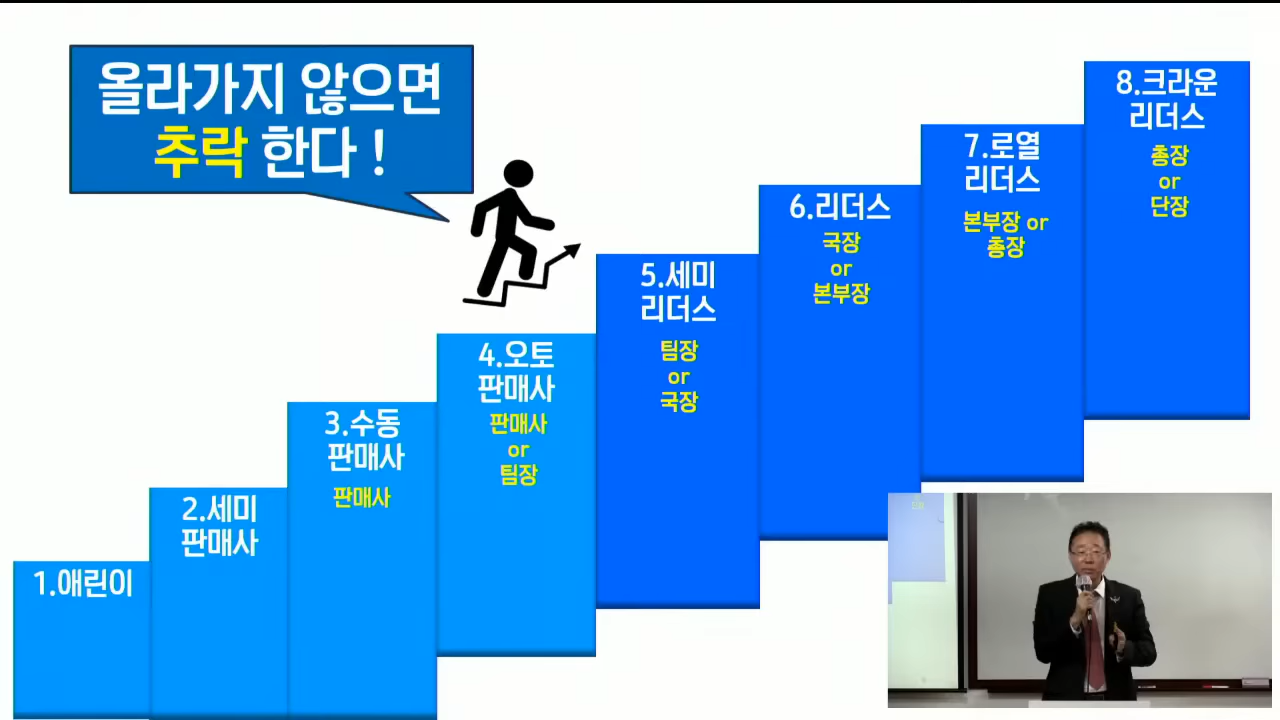 올라가지 않으면
추락 한다 !
1.애린이
2.세미
판매사
3.수동
판매사
판매사
4.오토
판매사
판매사
or
팀장
5.세미
리더스
팀장
or
국장
6.리더스
국장
or
본부장
7.로열
리더스
본부장 or
총장
8.크라운
리더스
총장
or
단장